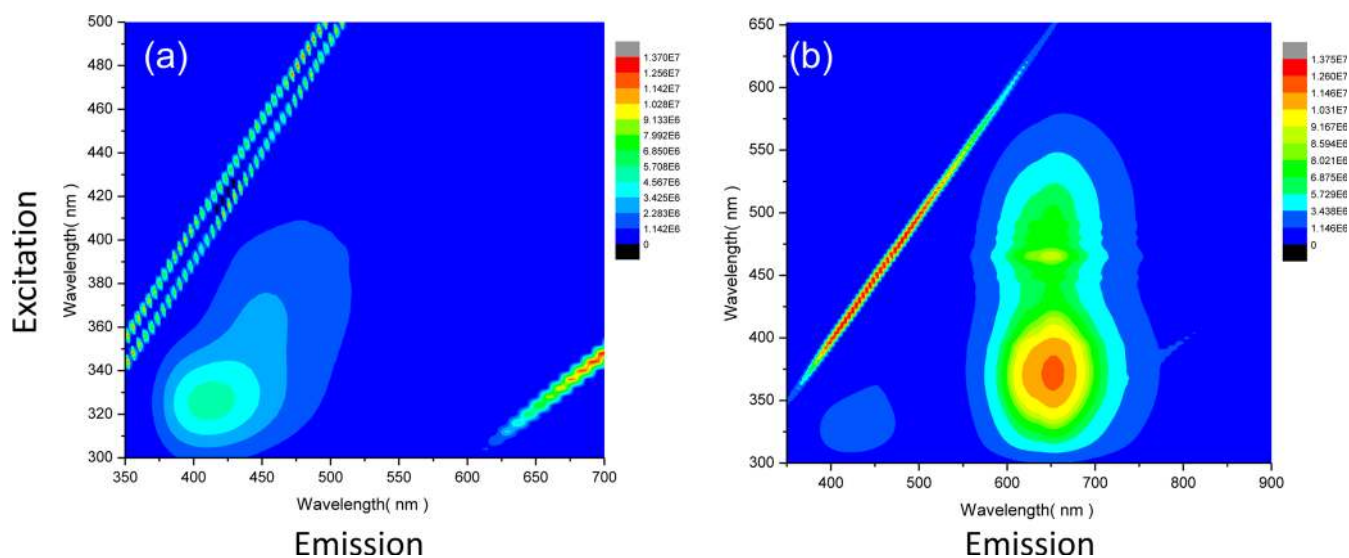 (a)
Excitation
Wavelength( nm )
500
480
460
440
420
400
380
360
340
320
300
350 400 450 500 550 600 650 700
Wavelength( nm )
Emission
1.370E7
1.256E7
1.142E7
1.028E7
9.133E6
7.992E6
6.850E6
5.708E6
4.567E6
3.425E6
2.283E6
1.142E6
0
(b)
Wavelength( nm )
650
600
550
500
450
400
350
300
400 500 600 700 800 900
Wavelength( nm )
Emission
1.375E7
1.260E7
1.146E7
1.031E7
9.167E6
8.594E6
8.021E6
6.875E6
5.729E6
3.438E6
1.146E6
0